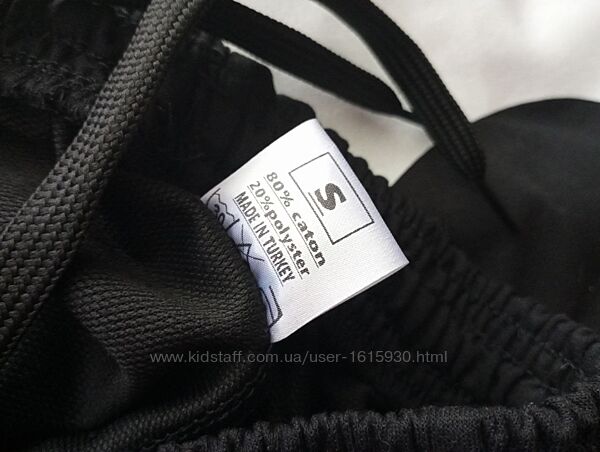 S
80% caton
20%polyster
MADE IN TURKEY
www.kidstaff.com.ua/user-1615930.html